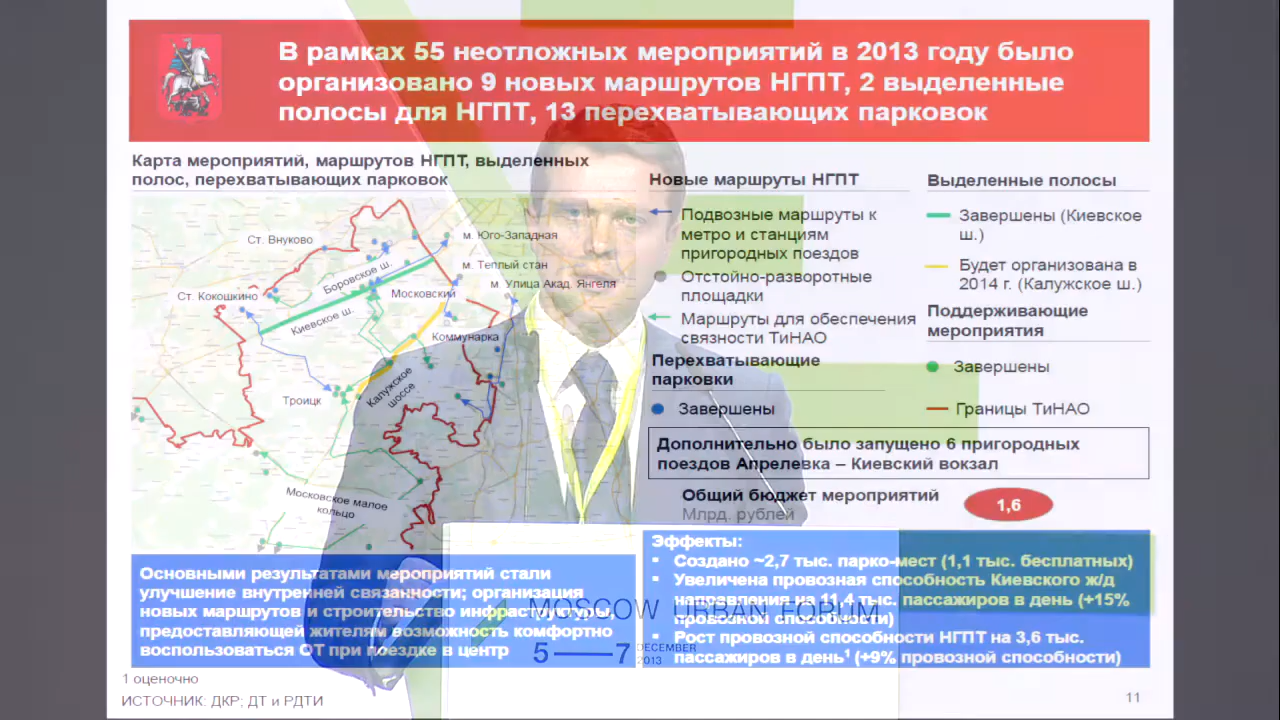 В рамках 55 неотложных мероприятий в 2013 году было
организовано 9 новых маршрутов НГПТ, 2 выделенные
полосы для НГПТ, 13 перехватывающих парковок
Карта мероприятий, маршрутов НГПТ, выделенных
полос, перехватывающих парковок
Ст. Внуково
м. Юго-Западная
м. Теплый стан
м. Улица Акад. Янгеля
Боровское ш.
Ст. Кокошкино
Московский
Киевское ш.
Коммунарка
Калужское
шоссе
Троицк
Московское малое
кольцо
Новые маршруты НГПТ
Подвозные маршруты к
метро и станциям
пригородных поездов
Отстойно-разворотные
площадки
Маршруты для обеспечения
связности ТиНАО
Перехватывающие
парковки
Завершены
Выделенные полосы
Завершены (Киевское
ш.)
Будет организована в
2014 г. (Калужское ш.)
Поддерживающие
мероприятия
Завершены
Границы ТиНАО
Дополнительно было запущено 6 пригородных
поездов Апрелевка – Киевский вокзал
Общий бюджет мероприятий
Млрд. рублей
1,6
Основными результатами мероприятий стали
улучшение внутренней связанности; организация
новых маршрутов и строительство инфраструктуры,
предоставляющей жителям возможность комфортно
воспользоваться ОТ при поездке в центр
Эффекты:
▪ Создано ~2,7 тыс. парко-мест (1,1 тыс. бесплатных)
▪ Увеличена провозная способность Киевского ж/д
направления на 11,4 тыс. пассажиров в день (+15%
провозной способности)
▪ Рост провозной способности НГПТ на 3,6 тыс.
пассажиров в день¹ (+9% провозной способности)
MOSCOW URBAN FORUM
5 — 7 DECEMBER
2013
1 оценочно
ИСТОЧНИК: ДКР; ДТ и РДТИ
11